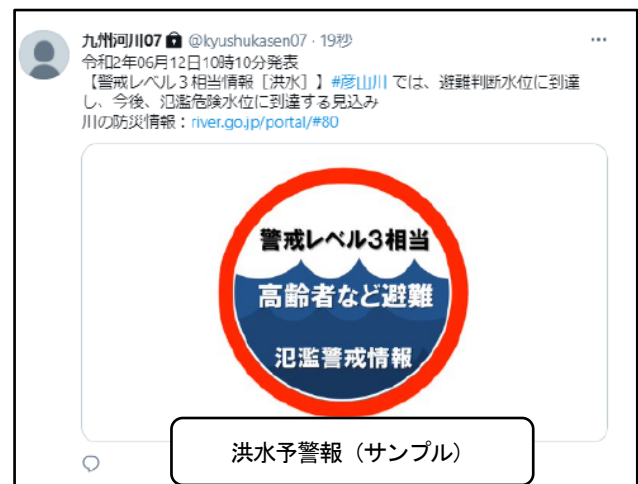 九州河川07 @kyushukasen07 · 19秒
令和2年06月12日10時10分発表
【警戒レベル3相当情報［洪水］】#彦山川 では、避難判断水位に到達
し、今後、氾濫危険水位に到達する見込み
川の防災情報：river.go.jp/portal/#80
警戒レベル3相当
高齢者など避難
氾濫警戒情報
洪水予警報（サンプル）